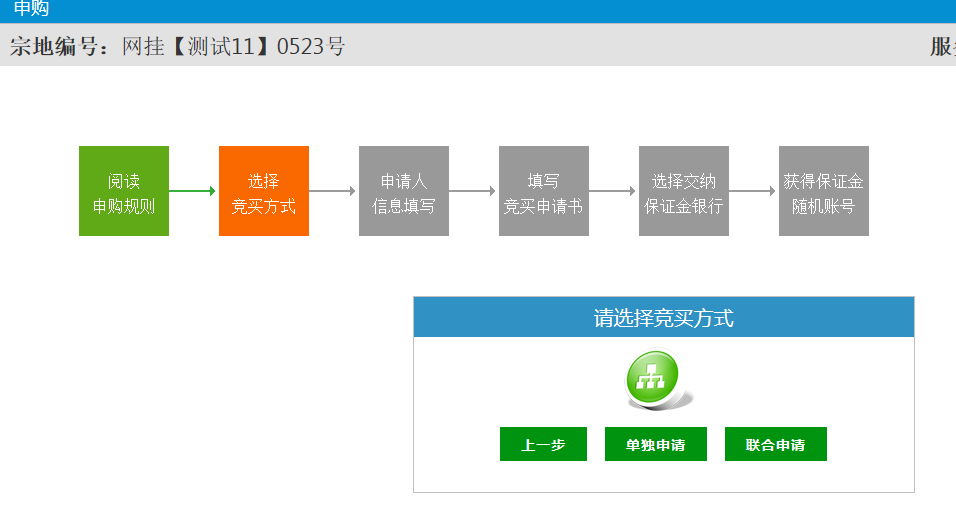 申购
宗地编号：网挂【测试11】0523号
服
阅读
申购规则
选择
竞买方式
申请人
信息填写
填写
竞买申请书
选择交纳
保证金银行
获得保证金
随机账号
请选择竞买方式
上一步
单独申请
联合申请